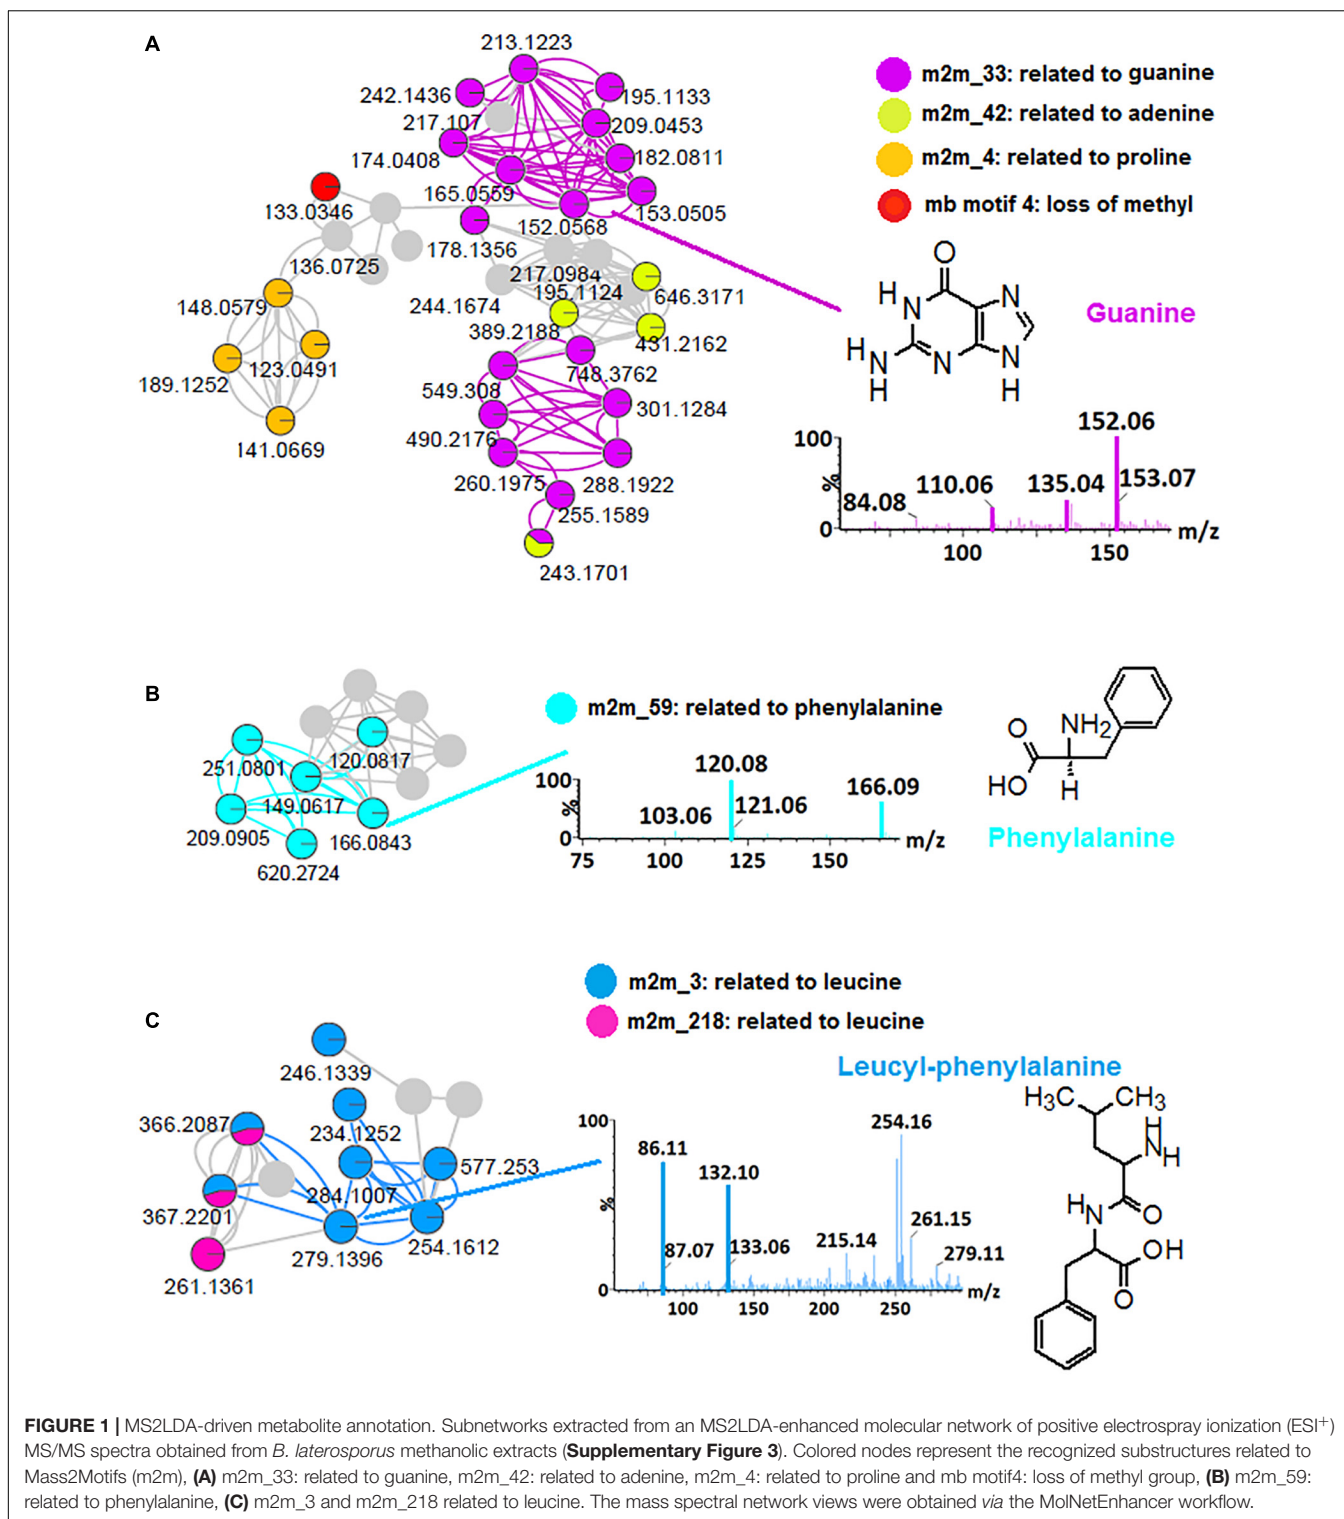 A
213.1223
242.1436
195.1133
217.107
209.0453
174.0408
182.0811
165.0559
153.0505
133.0346
152.0568
178.1356
136.0725
217.0984
195.1124
646.3171
148.0579
244.1674
389.2188
431.2162
123.0491
748.3762
189.1252
549.308
301.1284
490.2176
141.0669
260.1975
288.1922
255.1589
243.1701
m2m_33: related to guanine
m2m_42: related to adenine
m2m_4: related to proline
mb motif 4: loss of methyl
O
H
N
N
H
N
N
N
H
H
Guanine
152.06
100
110.06
135.04
153.07
84.08
%
0
m/z
100
150
B
m2m_59: related to phenylalanine
251.0801
120.0817
149.0617
209.0905
166.0843
620.2724
120.08
100
166.09
103.06
121.06
%
0
m/z
75
100
125
150
O
NH2
HO
H
Phenylalanine
m2m_3: related to leucine
m2m_218: related to leucine
C
246.1339
366.2087
234.1252
577.253
284.1007
367.2201
279.1396
254.1612
261.1361
Leucyl-phenylalanine
100
254.16
86.11
132.10
%
261.15
87.07
133.06
215.14
279.11
0
m/z
100
150
200
250
H3C
CH3
H
N
H
H
N
O
OH
O
FIGURE 1 | MS2LDA-driven metabolite annotation. Subnetworks extracted from an MS2LDA-enhanced molecular network of positive electrospray ionization (ESI+)
MS/MS spectra obtained from B. laterosporus methanolic extracts (Supplementary Figure 3). Colored nodes represent the recognized substructures related to
Mass2Motifs (m2m), (A) m2m_33: related to guanine, m2m_42: related to adenine, m2m_4: related to proline and mb motif4: loss of methyl group, (B) m2m_59:
related to phenylalanine, (C) m2m_3 and m2m_218 related to leucine. The mass spectral network views were obtained via the MolNetEnhancer workflow.